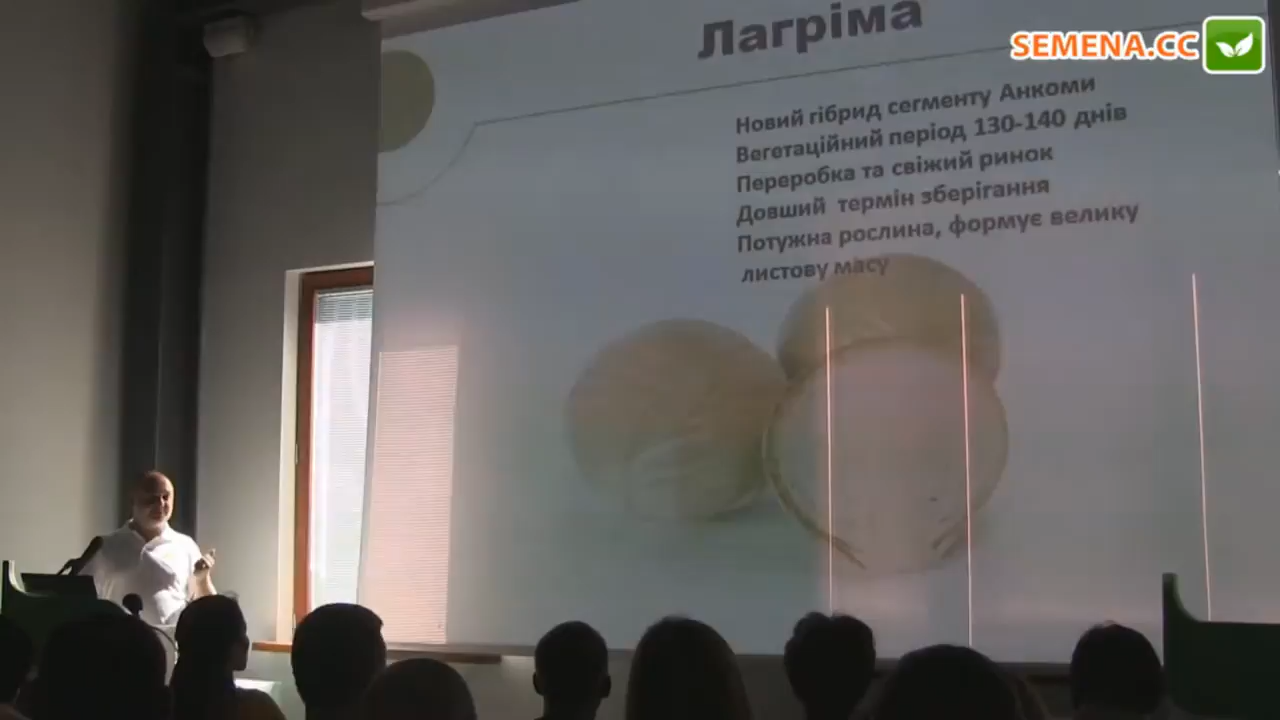 Лагріма
SEMENA.CC
Новий гібрид сегменту Анкоми
Вегетаційний період 130-140 днів
Переробка та свіжий ринок
Довший термін зберігання
Потужна рослина, формує велику
листову масу